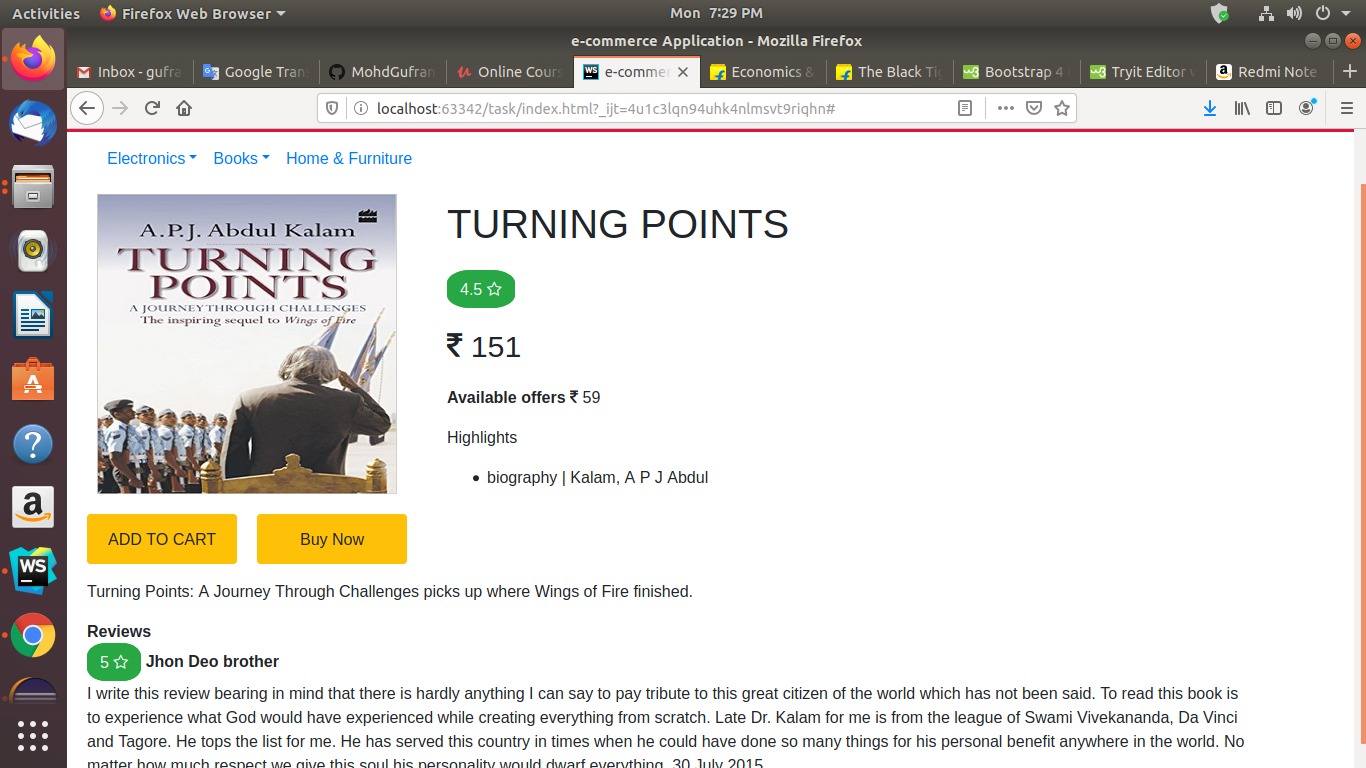 Activities Firefox Web Browser Mon 7:29 PM
e-commerce Application - Mozilla Firefox
Inbox - gufra Google Tran MohdGufran Online Cours e-commer Economics & The Black Tig Bootstrap 4 Tryit Editor v Redmi Note
localhost:63342/task/index.html?_ijt=4u1c3lqn94uhk4nlmsvt9riqhn#
Electronics Books Home & Furniture
A.P.J. Abdul Kalam
TURNING
POINTS
A JOURNEY THROUGH CHALLENGES
The inspiring sequel to Wings of Fire
TURNING POINTS
4.5
₹ 151
Available offers ₹ 59
Highlights
• biography | Kalam, A P J Abdul
ADD TO CART Buy Now
Turning Points: A Journey Through Challenges picks up where Wings of Fire finished.
Reviews
5 Jhon Deo brother
I write this review bearing in mind that there is hardly anything I can say to pay tribute to this great citizen of the world which has not been said. To read this book is
to experience what God would have experienced while creating everything from scratch. Late Dr. Kalam for me is from the league of Swami Vivekananda, Da Vinci
and Tagore. He tops the list for me. He has served this country in times when he could have done so many things for his personal benefit anywhere in the world. No
matter how much respect we give this soul his personality would dwarf everything. 30 July 2015
WS